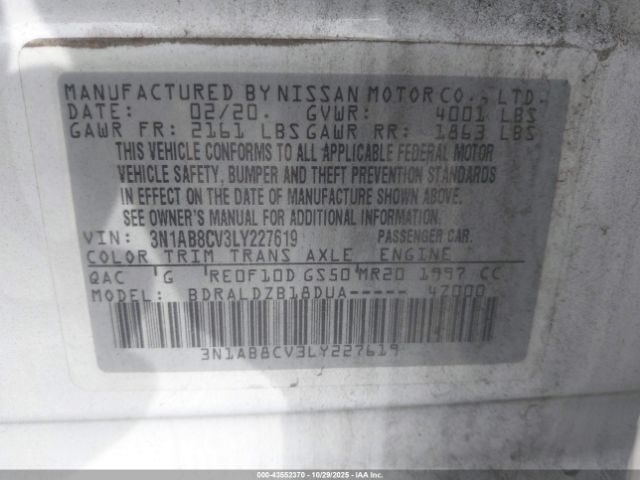 MANUFACTURED BY NISSAN MOTOR CO., LTD.
DATE: 02/20. GVWR: 4001 LBS
GAWR FR: 2161 LBS GAWR RR: 1863 LBS
THIS VEHICLE CONFORMS TO ALL APPLICABLE FEDERAL MOTOR
VEHICLE SAFETY, BUMPER AND THEFT PREVENTION STANDARDS
IN EFFECT ON THE DATE OF MANUFACTURE SHOWN ABOVE.
SEE OWNER'S MANUAL FOR ADDITIONAL INFORMATION.
VIN: 3N1AB8CV3LY227619 PASSENGER CAR.
COLOR TRIM TRANS AXLE ENGINE
QAC G RE0F10D GS50 MR20 1997 CC
MODEL: BDRALDZB18DUA----- 47000
3N1AB8CV3LY227619
000-43552370 | 10/29/2025 | © IAA Holdings, LLC